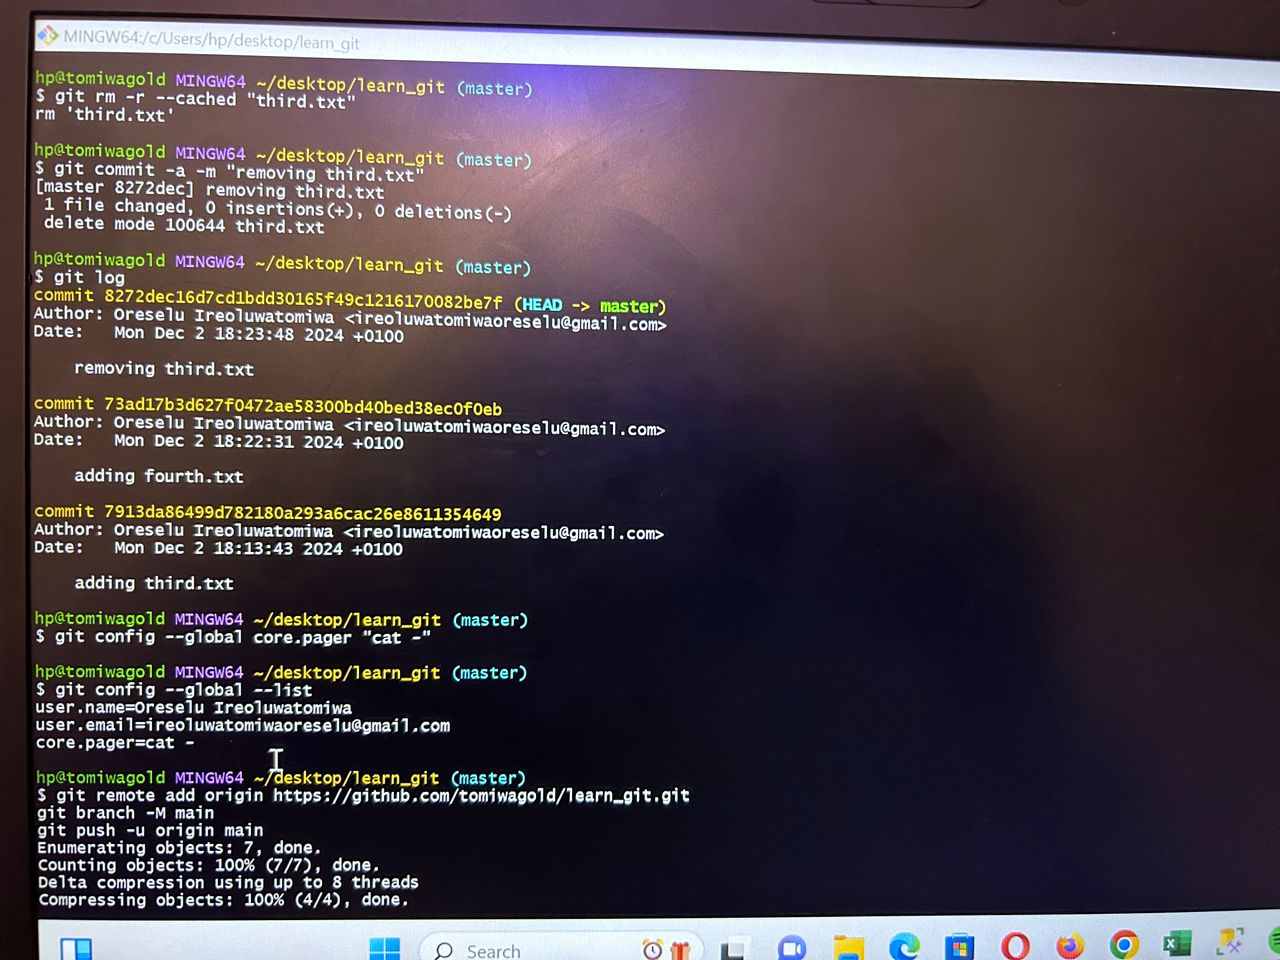 MINGW64:/c/Users/hp/desktop/learn_git
hp@tomiwagold MINGW64 ~/desktop/learn_git (master)
$ git rm -r --cached "third.txt"
rm 'third.txt'
hp@tomiwagold MINGW64 ~/desktop/learn_git (master)
$ git commit -a -m "removing third.txt"
[master 8272dec] removing third.txt
1 file changed, 0 insertions(+), 0 deletions(-)
delete mode 100644 third.txt
hp@tomiwagold MINGW64 ~/desktop/learn_git (master)
$ git log
commit 8272dec16d7cd1bdd30165f49c1216170082be7f (HEAD -> master)
Author: Oreselu Ireoluwatomiwa <ireoluwatomiwaoreselu@gmail.com>
Date:   Mon Dec 2 18:23:48 2024 +0100
removing third.txt
commit 73ad17b3d627f0472ae58300bd40bed38ec0f0eb
Author: Oreselu Ireoluwatomiwa <ireoluwatomiwaoreselu@gmail.com>
Date:   Mon Dec 2 18:22:31 2024 +0100
adding fourth.txt
commit 7913da86499d782180a293a6cac26e8611354649
Author: Oreselu Ireoluwatomiwa <ireoluwatomiwaoreselu@gmail.com>
Date:   Mon Dec 2 18:13:43 2024 +0100
adding third.txt
hp@tomiwagold MINGW64 ~/desktop/learn_git (master)
$ git config --global core.pager "cat -"
hp@tomiwagold MINGW64 ~/desktop/learn_git (master)
$ git config --global --list
user.name=Oreselu Ireoluwatomiwa
user.email=ireoluwatomiwaoreselu@gmail.com
core.pager=cat -
hp@tomiwagold MINGW64 ~/desktop/learn_git (master)
$ git remote add origin https://github.com/tomiwagold/learn_git.git
git branch -M main
git push -u origin main
Enumerating objects: 7, done.
Counting objects: 100% (7/7), done.
Delta compression using up to 8 threads
Compressing objects: 100% (4/4), done.
Search